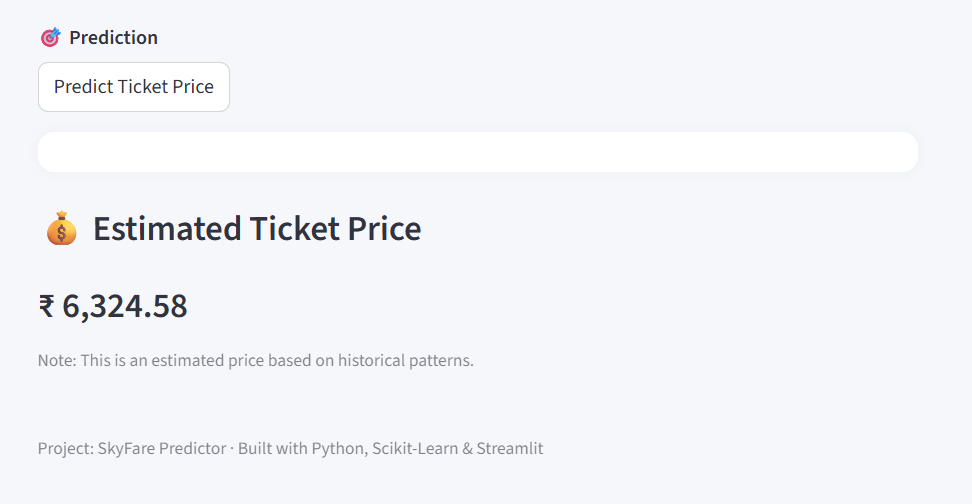 🎯 Prediction
Predict Ticket Price
💰 Estimated Ticket Price
₹ 6,324.58
Note: This is an estimated price based on historical patterns.
Project: SkyFare Predictor · Built with Python, Scikit-Learn & Streamlit